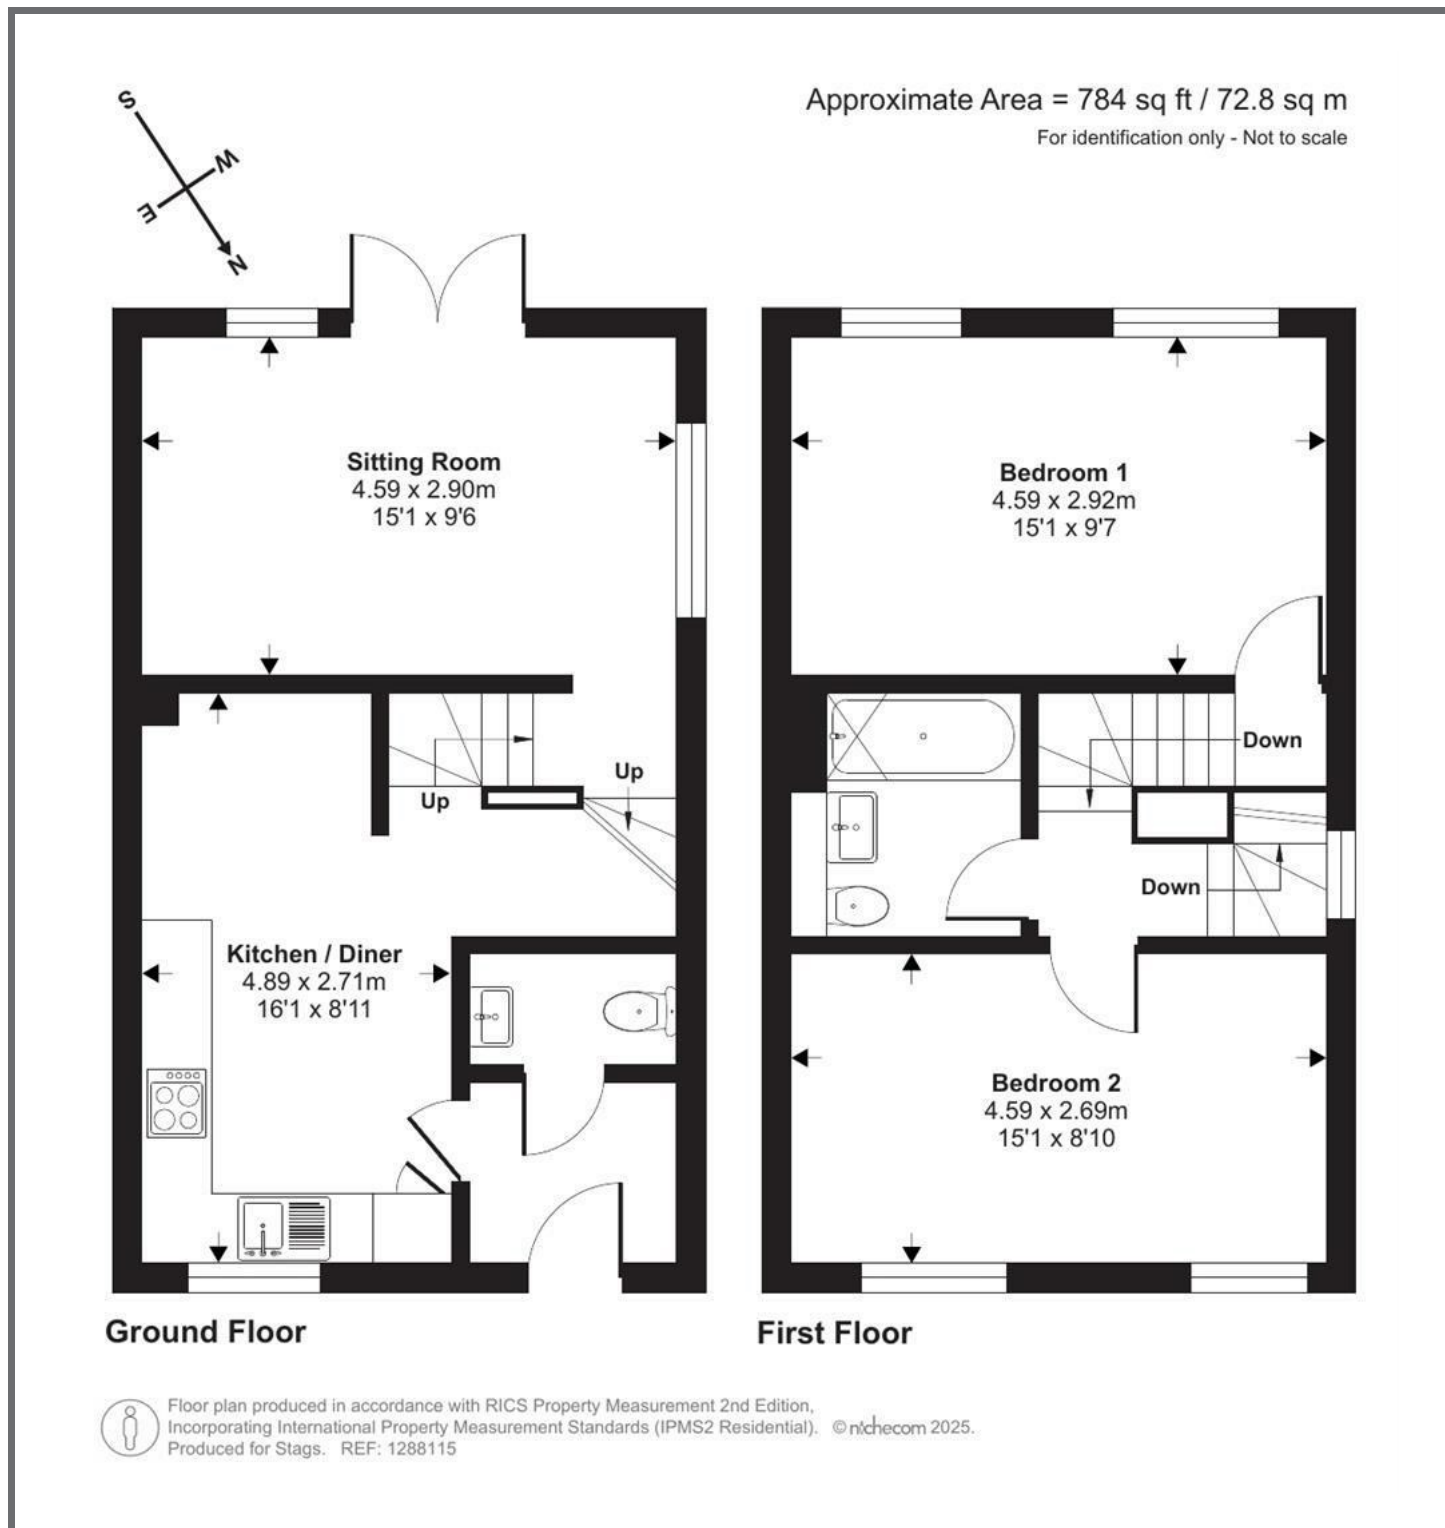 Approximate Area = 784 sq ft / 72.8 sq m
For identification only - Not to scale
S
W
E
N
Sitting Room
4.59 x 2.90m
15'1 x 9'6
Up
Up
Kitchen / Diner
4.89 x 2.71m
16'1 x 8'11
Ground Floor
Bedroom 1
4.59 x 2.92m
15'1 x 9'7
Down
Down
Bedroom 2
4.59 x 2.69m
15'1 x 8'10
First Floor
Floor plan produced in accordance with RICS Property Measurement 2nd Edition,
Incorporating International Property Measurement Standards (IPMS2 Residential). © nichecom 2025.
Produced for Stags. REF: 1288115